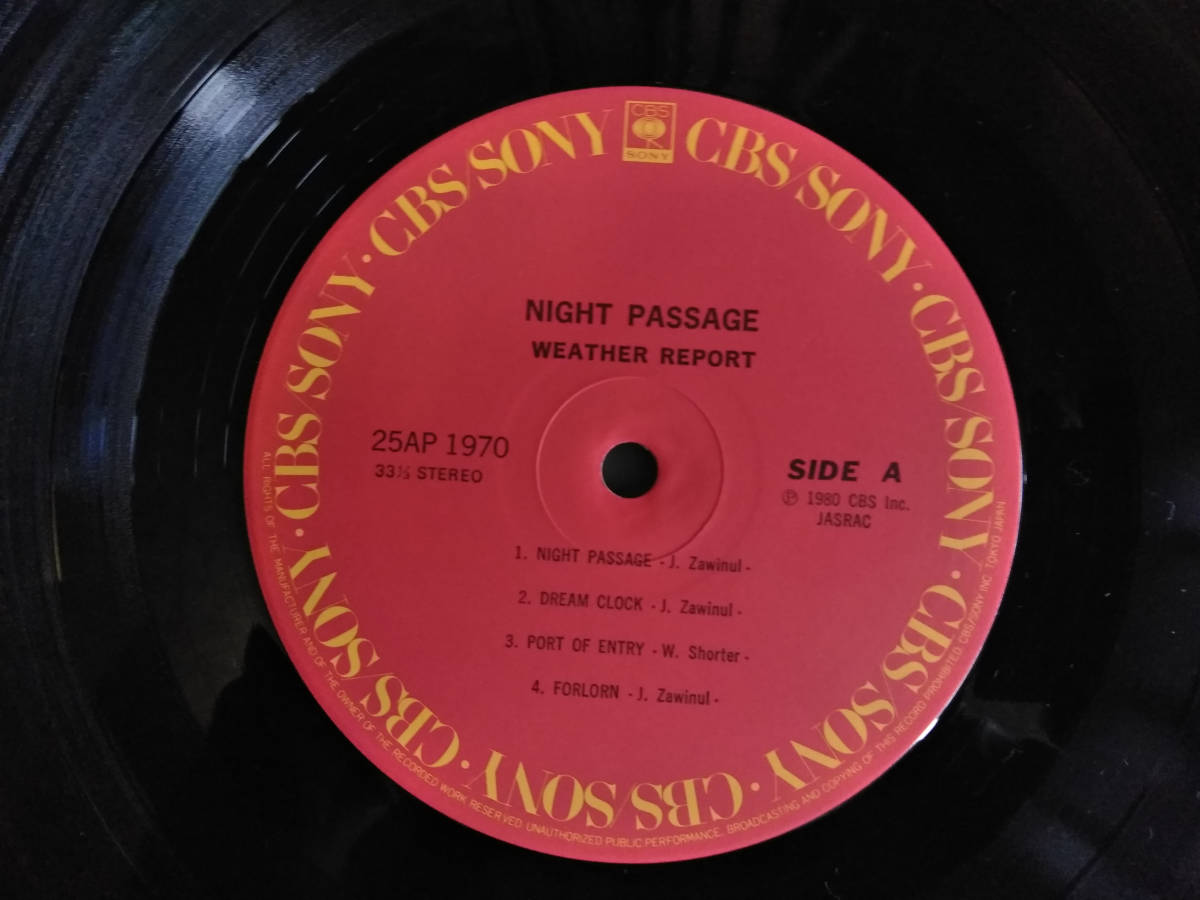 CBS
SONY
CBS/SONY · CBS/SONY · CBS/SONY · CBS/SONY · CBS/SONY · CBS/SONY · CBS/SONY · CBS/SONY
NIGHT PASSAGE
WEATHER REPORT
25AP 1970
33⅓ STEREO
SIDE A
Ⓟ 1980 CBS Inc.
JASRAC
1. NIGHT PASSAGE - J. Zawinul -
2. DREAM CLOCK - J. Zawinul -
3. PORT OF ENTRY - W. Shorter -
4. FORLORN - J. Zawinul -
ALL RIGHTS OF THE MANUFACTURER AND OF THE OWNER OF THE RECORDED WORK RESERVED. UNAUTHORIZED PUBLIC PERFORMANCE, BROADCASTING AND COPYING OF THIS RECORD PROHIBITED. CBS/SONY INC. TOKYO JAPAN